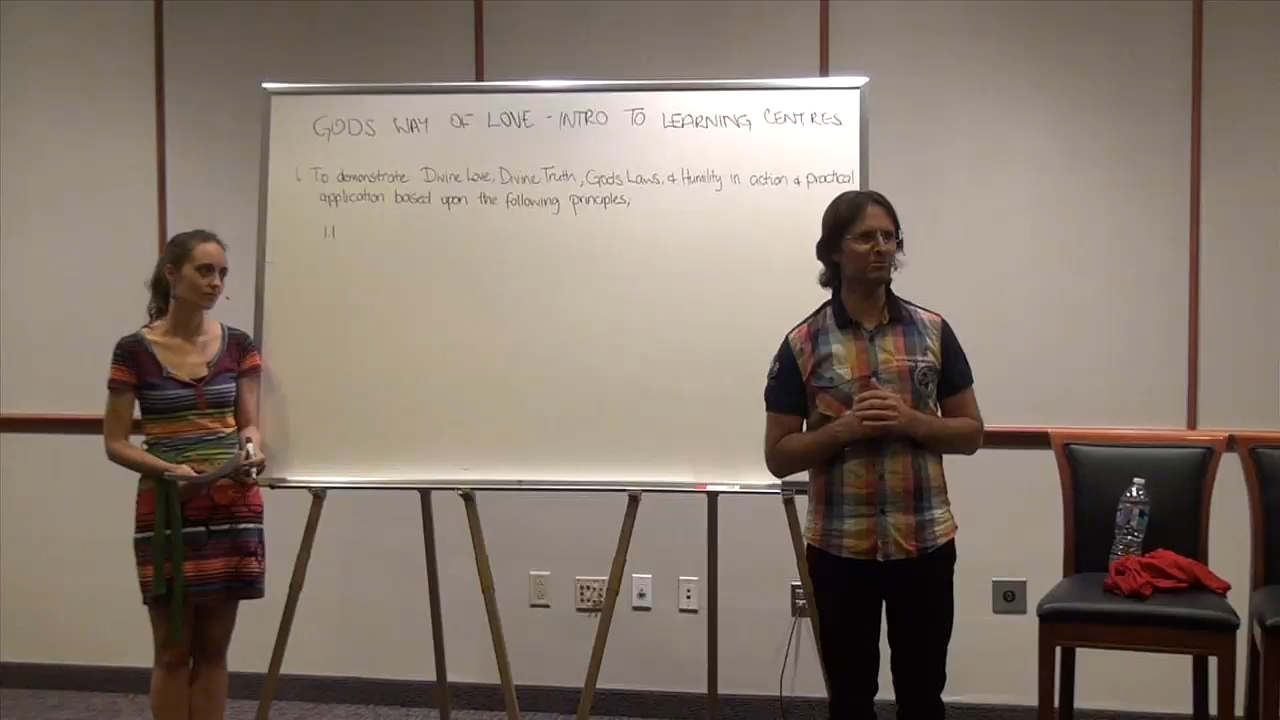 GODS WAY OF LOVE - INTRO TO LEARNING CENTRES
1. To demonstrate Divine Love, Divine Truth, Gods Laws, & Humility in action & practical
application based upon the following principles;
1.1